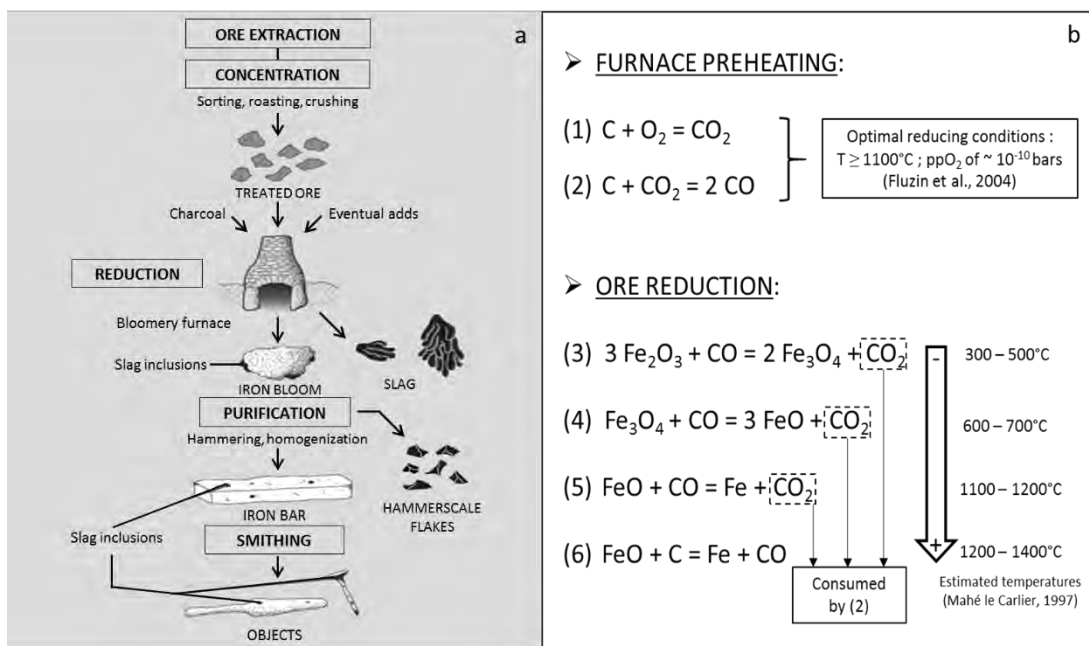 a
ORE EXTRACTION
CONCENTRATION
Sorting, roasting, crushing
TREATED ORE
Charcoal
Eventual adds
REDUCTION
Bloomery furnace
Slag inclusions
IRON BLOOM
SLAG
PURIFICATION
Hammering, homogenization
HAMMERSCALE
FLAKES
IRON BAR
Slag inclusions
SMITHING
OBJECTS
b
➢ FURNACE PREHEATING:
(1) C + O₂ = CO₂
(2) C + CO₂ = 2 CO
Optimal reducing conditions :
T ≥ 1100°C ; ppO₂ of ~ 10⁻¹⁰ bars
(Fluzin et al., 2004)
➢ ORE REDUCTION:
(3) 3 Fe₂O₃ + CO = 2 Fe₃O₄ + CO₂
-
300 – 500°C
(4) Fe₃O₄ + CO = 3 FeO + CO₂
600 – 700°C
(5) FeO + CO = Fe + CO₂
1100 – 1200°C
(6) FeO + C = Fe + CO
+
1200 – 1400°C
Consumed
by (2)
Estimated temperatures
(Mahé le Carlier, 1997)